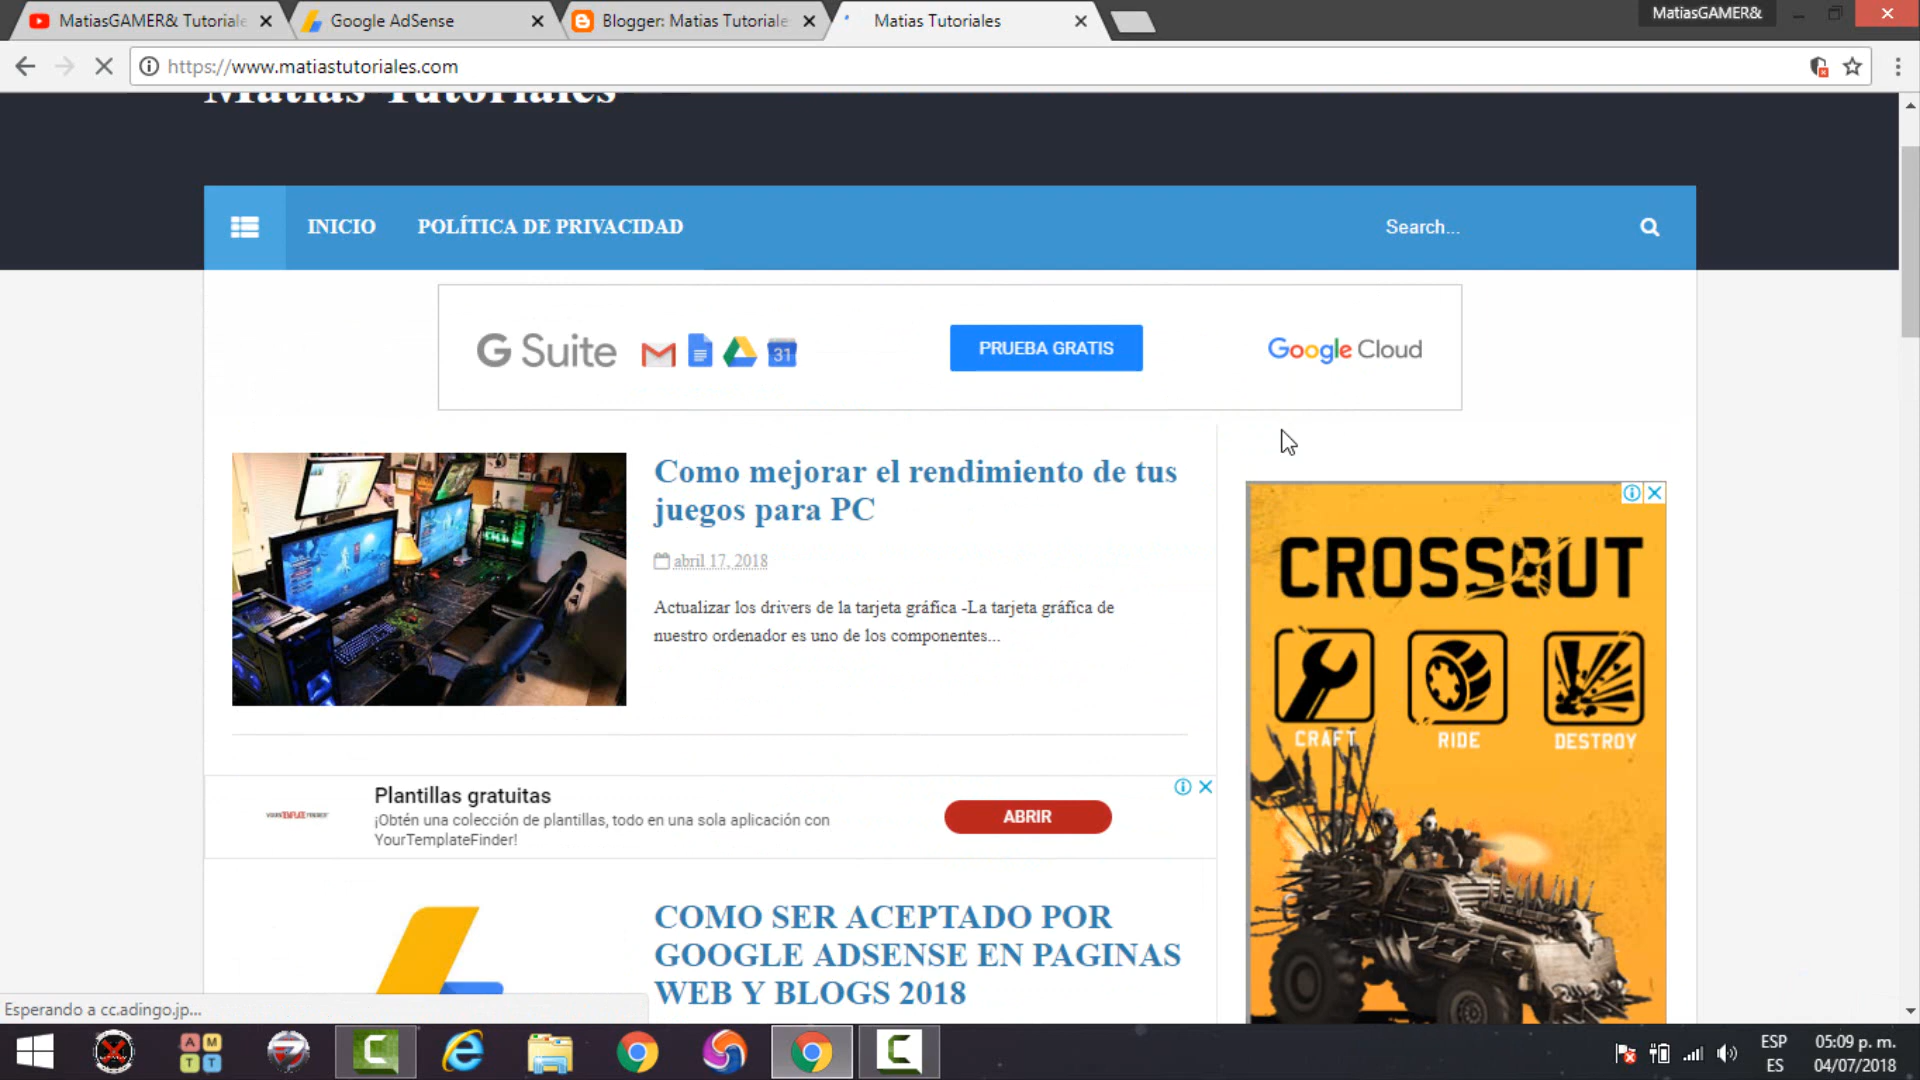 MatiasGAMER& Tutoriale
Google AdSense
Blogger: Matias Tutoriale
Matias Tutoriales
MatiasGAMER&
https://www.matiastutoriales.com
Matias Tutoriales
INICIO
POLÍTICA DE PRIVACIDAD
Search...
G Suite
31
PRUEBA GRATIS
Google Cloud
Como mejorar el rendimiento de tus
juegos para PC
abril 17, 2018
Actualizar los drivers de la tarjeta gráfica -La tarjeta gráfica de
nuestro ordenador es uno de los componentes...
CROSSOUT
CRAFT
RIDE
DESTROY
Plantillas gratuitas
¡Obtén una colección de plantillas, todo en una sola aplicación con
YourTemplateFinder!
ABRIR
COMO SER ACEPTADO POR
GOOGLE ADSENSE EN PAGINAS
WEB Y BLOGS 2018
Esperando a cc.adingo.jp...
A M
T T
ESP
ES
05:09 p. m.
04/07/2018